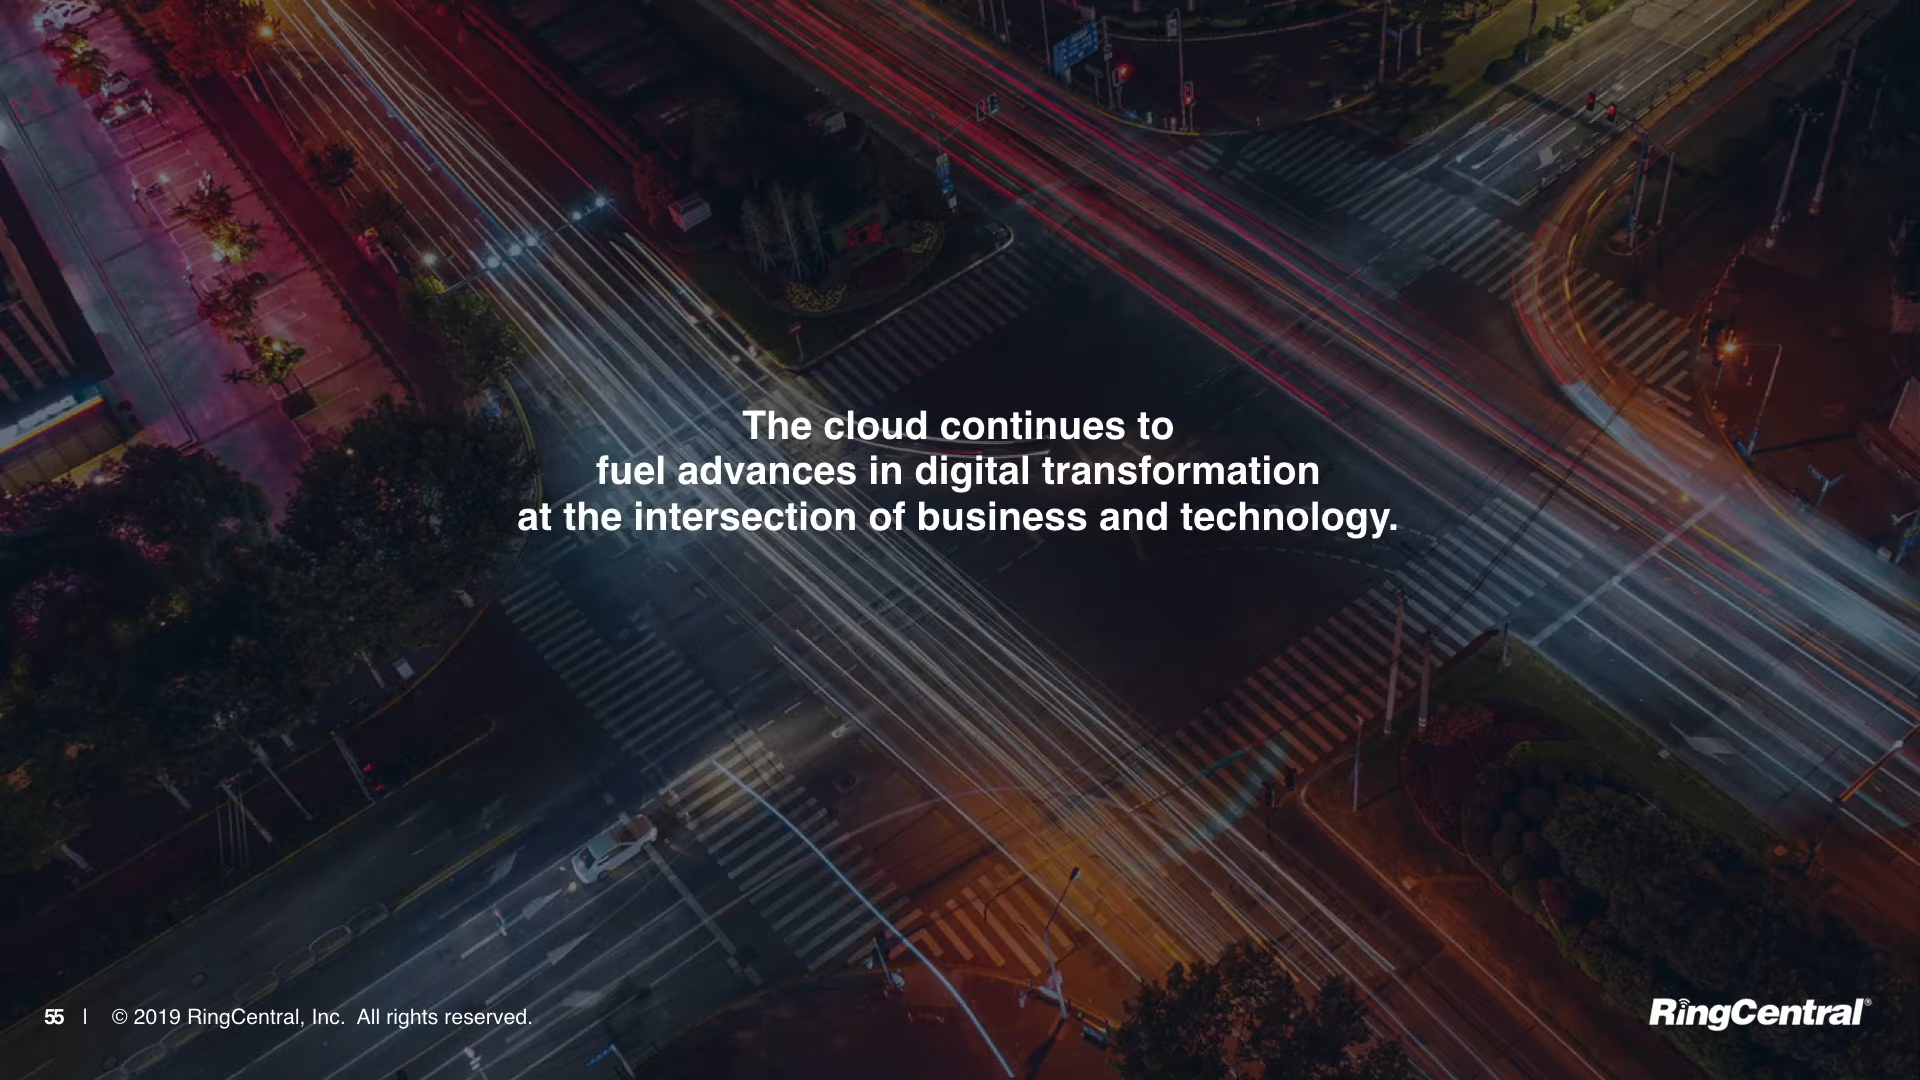 The cloud continues to
fuel advances in digital transformation
at the intersection of business and technology.
55 | © 2019 RingCentral, Inc. All rights reserved.
RingCentral®